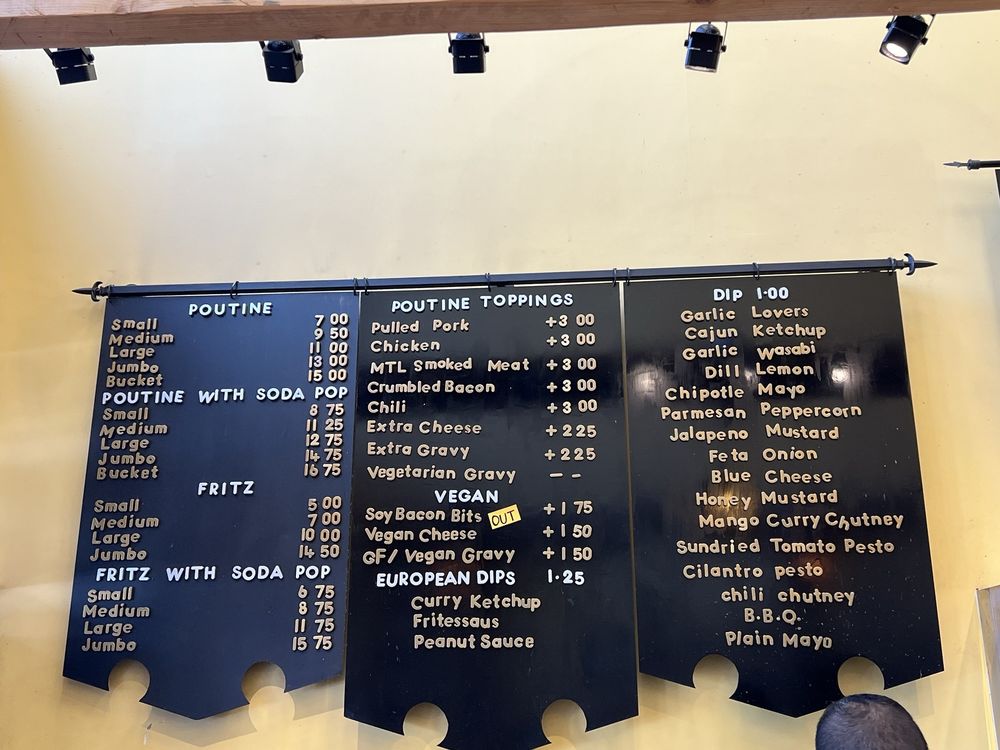 POUTINE
Small 7 00
Medium 9 50
Large 11 00
Jumbo 13 00
Bucket 15 00
POUTINE WITH SODA POP
Small 8 75
Medium 11 25
Large 12 75
Jumbo 14 75
Bucket 16 75
FRITZ
Small 5 00
Medium 7 00
Large 10 00
Jumbo 14 50
FRITZ WITH SODA POP
Small 6 75
Medium 8 75
Large 11 75
Jumbo 15 75
POUTINE TOPPINGS
Pulled Pork +3 00
Chicken +3 00
MTL Smoked Meat +3 00
Crumbled Bacon +3 00
Chili +3 00
Extra Cheese +2 25
Extra Gravy +2 25
Vegetarian Gravy --
VEGAN
Soy Bacon Bits OUT +1 75
Vegan Cheese +1 50
GF/ Vegan Gravy +1 50
EUROPEAN DIPS 1.25
Curry Ketchup
Fritessaus
Peanut Sauce
DIP 1.00
Garlic Lovers
Cajun Ketchup
Garlic Wasabi
Dill Lemon
Chipotle Mayo
Parmesan Peppercorn
Jalapeno Mustard
Feta Onion
Blue Cheese
Honey Mustard
Mango Curry Chutney
Sundried Tomato Pesto
Cilantro pesto
chili chutney
B.B.Q.
Plain Mayo